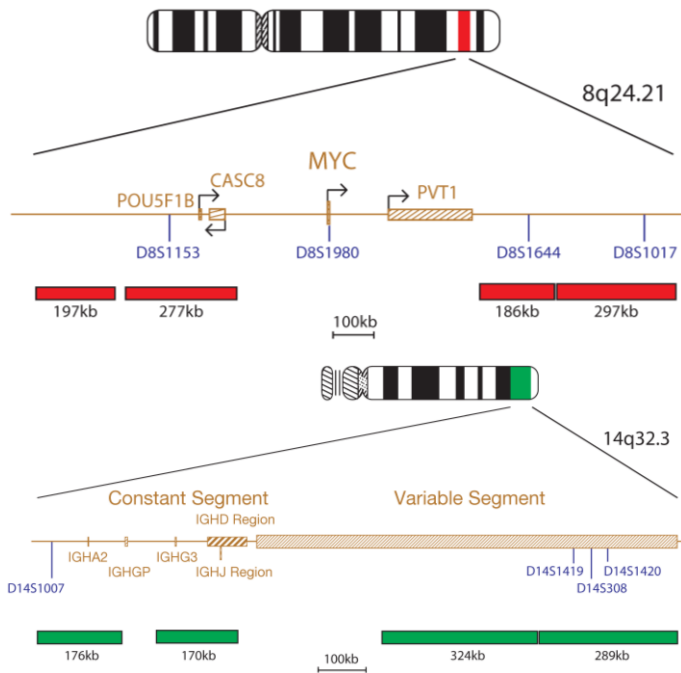 8q24.21
MYC
CASC8
POU5F1B
PVT1
D8S1153
D8S1980
D8S1644
D8S1017
197kb
277kb
186kb
297kb
100kb
14q32.3
Constant Segment
Variable Segment
IGHD Region
IGHA2
IGHG3
IGHGP
IGHJ Region
D14S1007
D14S1419
D14S1420
D14S308
176kb
170kb
324kb
289kb
100kb